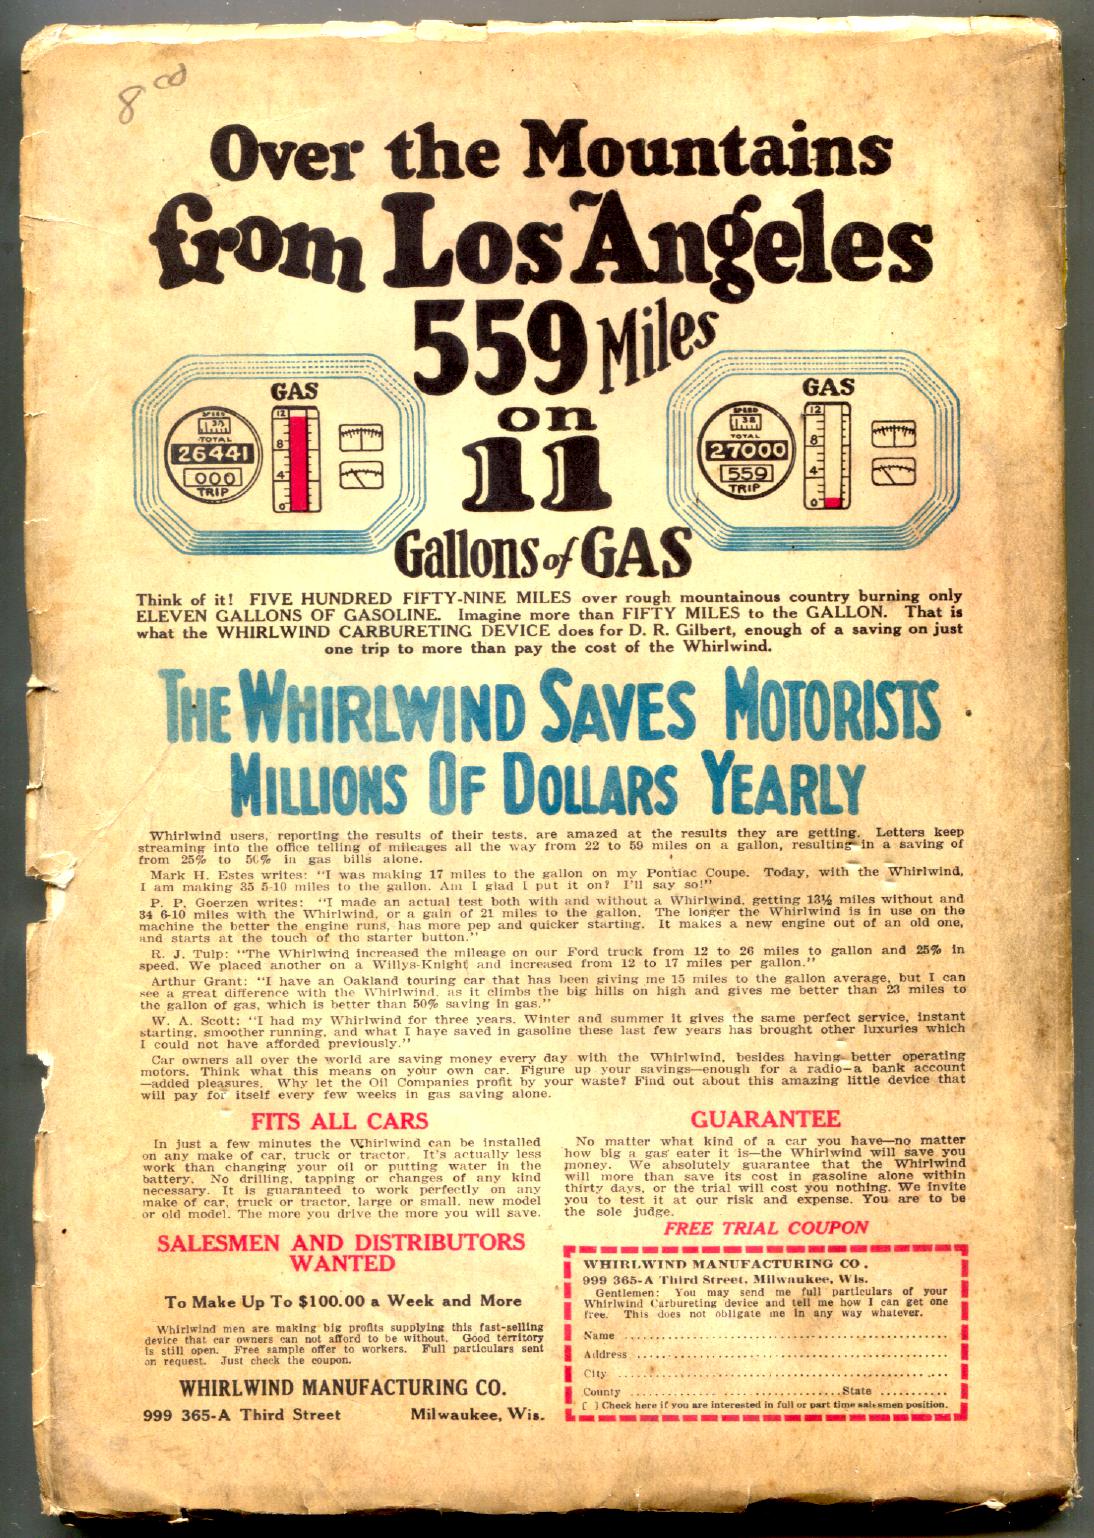 8 00
Over the Mountains
from Los Angeles
559 Miles
on
11
Gallons of GAS
GAS
SPEED
35
TOTAL
26441
000
TRIP
12
8
4
0
GAS
SPEED
38
TOTAL
27000
559
TRIP
12
8
4
0
Think of it! FIVE HUNDRED FIFTY-NINE MILES over rough mountainous country burning only
ELEVEN GALLONS OF GASOLINE. Imagine more than FIFTY MILES to the GALLON. That is
what the WHIRLWIND CARBURETING DEVICE does for D. R. Gilbert, enough of a saving on just
one trip to more than pay the cost of the Whirlwind.
THE WHIRLWIND SAVES MOTORISTS
MILLIONS OF DOLLARS YEARLY
Whirlwind users, reporting the results of their tests, are amazed at the results they are getting. Letters keep
streaming into the office telling of mileages all the way from 22 to 59 miles on a gallon, resulting in a saving of
from 25% to 50% in gas bills alone.
Mark H. Estes writes: "I was making 17 miles to the gallon on my Pontiac Coupe. Today, with the Whirlwind,
I am making 35 5-10 miles to the gallon. Am I glad I put it on? I'll say so!"
P. P. Goerzen writes: "I made an actual test both with and without a Whirlwind, getting 13½ miles without and
34 6-10 miles with the Whirlwind, or a gain of 21 miles to the gallon. The longer the Whirlwind is in use on the
machine the better the engine runs, has more pep and quicker starting. It makes a new engine out of an old one,
and starts at the touch of the starter button."
R. J. Tulp: "The Whirlwind increased the mileage on our Ford truck from 12 to 26 miles to gallon and 25% in
speed. We placed another on a Willys-Knight and increased from 12 to 17 miles per gallon."
Arthur Grant: "I have an Oakland touring car that has been giving me 15 miles to the gallon average, but I can
see a great difference with the Whirlwind, as it climbs the big hills on high and gives me better than 23 miles to
the gallon of gas, which is better than 50% saving in gas."
W. A. Scott: "I had my Whirlwind for three years. Winter and summer it gives the same perfect service, instant
starting, smoother running, and what I have saved in gasoline these last few years has brought other luxuries which
I could not have afforded previously."
Car owners all over the world are saving money every day with the Whirlwind, besides having better operating
motors. Think what this means on your own car. Figure up your savings—enough for a radio—a bank account
—added pleasures. Why let the Oil Companies profit by your waste? Find out about this amazing little device that
will pay for itself every few weeks in gas saving alone.
FITS ALL CARS
In just a few minutes the Whirlwind can be installed
on any make of car, truck or tractor. It's actually less
work than changing your oil or putting water in the
battery. No drilling, tapping or changes of any kind
necessary. It is guaranteed to work perfectly on any
make of car, truck or tractor, large or small, new model
or old model. The more you drive the more you will save.
SALESMEN AND DISTRIBUTORS
WANTED
To Make Up To $100.00 a Week and More
Whirlwind men are making big profits supplying this fast-selling
device that car owners can not afford to be without. Good territory
is still open. Free sample offer to workers. Full particulars sent
on request. Just check the coupon.
WHIRLWIND MANUFACTURING CO.
999 365-A Third Street Milwaukee, Wis.
GUARANTEE
No matter what kind of a car you have—no matter
how big a gas eater it is—the Whirlwind will save you
money. We absolutely guarantee that the Whirlwind
will more than save its cost in gasoline alone within
thirty days, or the trial will cost you nothing. We invite
you to test it at our risk and expense. You are to be
the sole judge.
FREE TRIAL COUPON
WHIRLWIND MANUFACTURING CO.
999 365-A Third Street, Milwaukee, Wis.
Gentlemen: You may send me full particulars of your
Whirlwind Carbureting device and tell me how I can get one
free. This does not obligate me in any way whatever.
Name
Address
City
County State
[ ] Check here if you are interested in full or part time salesmen position.